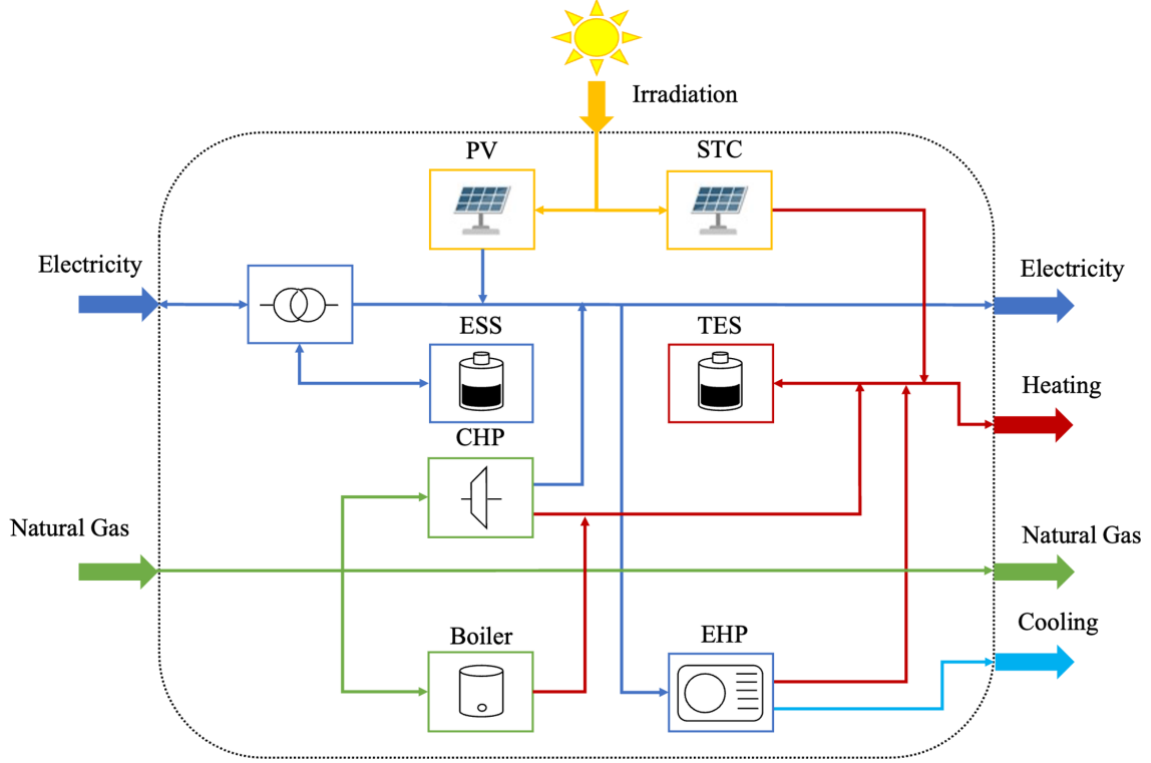 Irradiation
PV
STC
Electricity
Electricity
ESS
TES
Heating
CHP
Natural Gas
Natural Gas
Boiler
EHP
Cooling